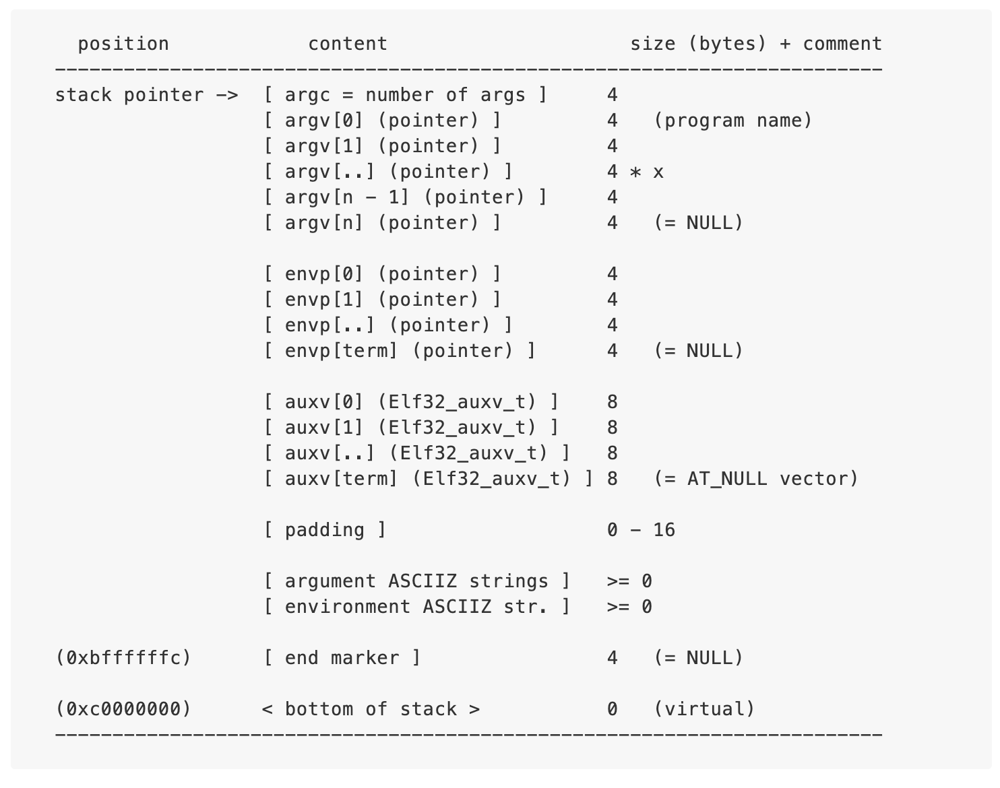 position content size (bytes) + comment
------------------------------------------------------------------------
stack pointer -> [ argc = number of args ] 4
[ argv[0] (pointer) ] 4 (program name)
[ argv[1] (pointer) ] 4
[ argv[..] (pointer) ] 4 * x
[ argv[n - 1] (pointer) ] 4
[ argv[n] (pointer) ] 4 (= NULL)
[ envp[0] (pointer) ] 4
[ envp[1] (pointer) ] 4
[ envp[..] (pointer) ] 4
[ envp[term] (pointer) ] 4 (= NULL)
[ auxv[0] (Elf32_auxv_t) ] 8
[ auxv[1] (Elf32_auxv_t) ] 8
[ auxv[..] (Elf32_auxv_t) ] 8
[ auxv[term] (Elf32_auxv_t) ] 8 (= AT_NULL vector)
[ padding ] 0 - 16
[ argument ASCIIZ strings ] >= 0
[ environment ASCIIZ str. ] >= 0
(0xbffffffc) [ end marker ] 4 (= NULL)
(0xc0000000) < bottom of stack > 0 (virtual)
------------------------------------------------------------------------